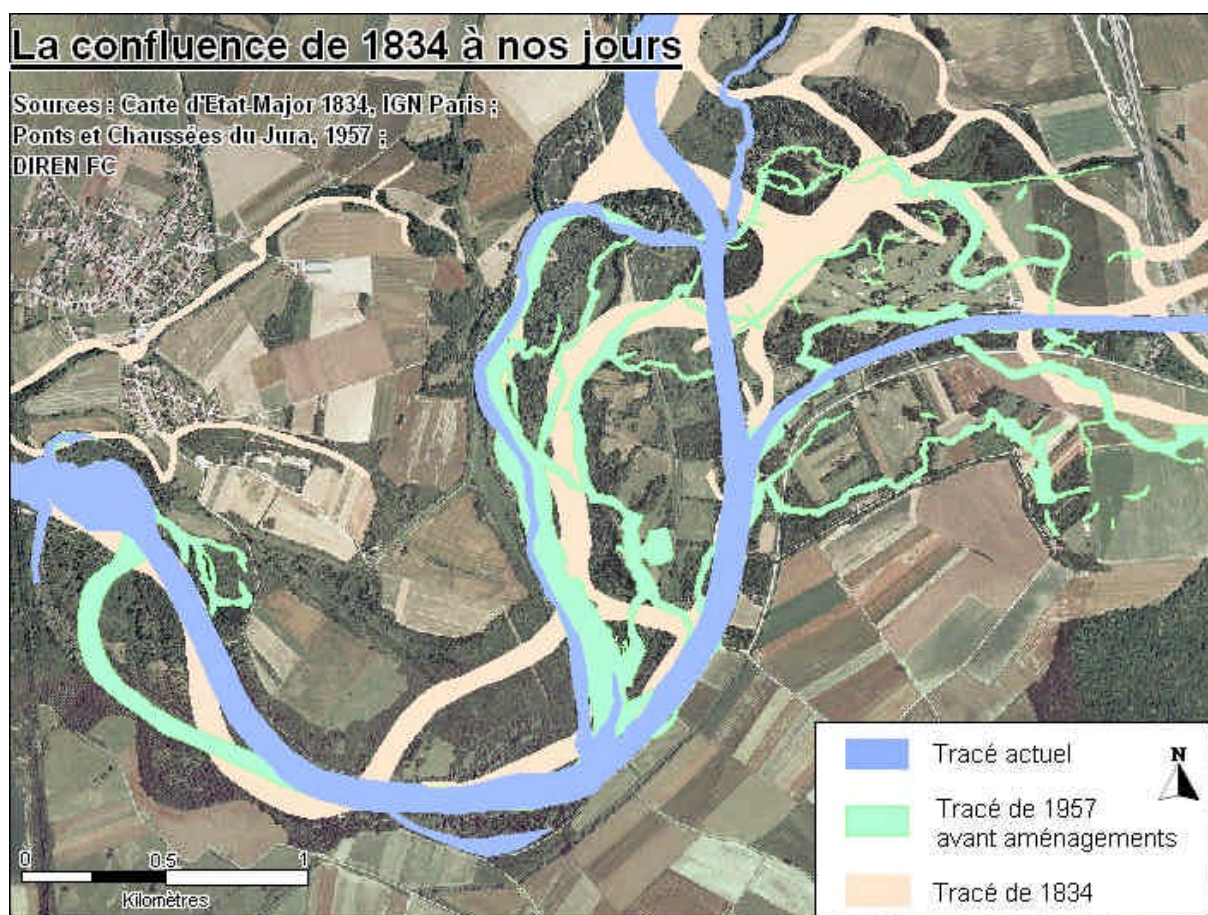 La confluence de 1834 à nos jours
Sources : Carte d'Etat-Major 1834, IGN Paris ;
Ponts et Chaussées du Jura, 1957 ;
DIREN FC
Tracé actuel
N
Tracé de 1957
avant aménagements
Tracé de 1834
0 0.5 1
Kilomètres